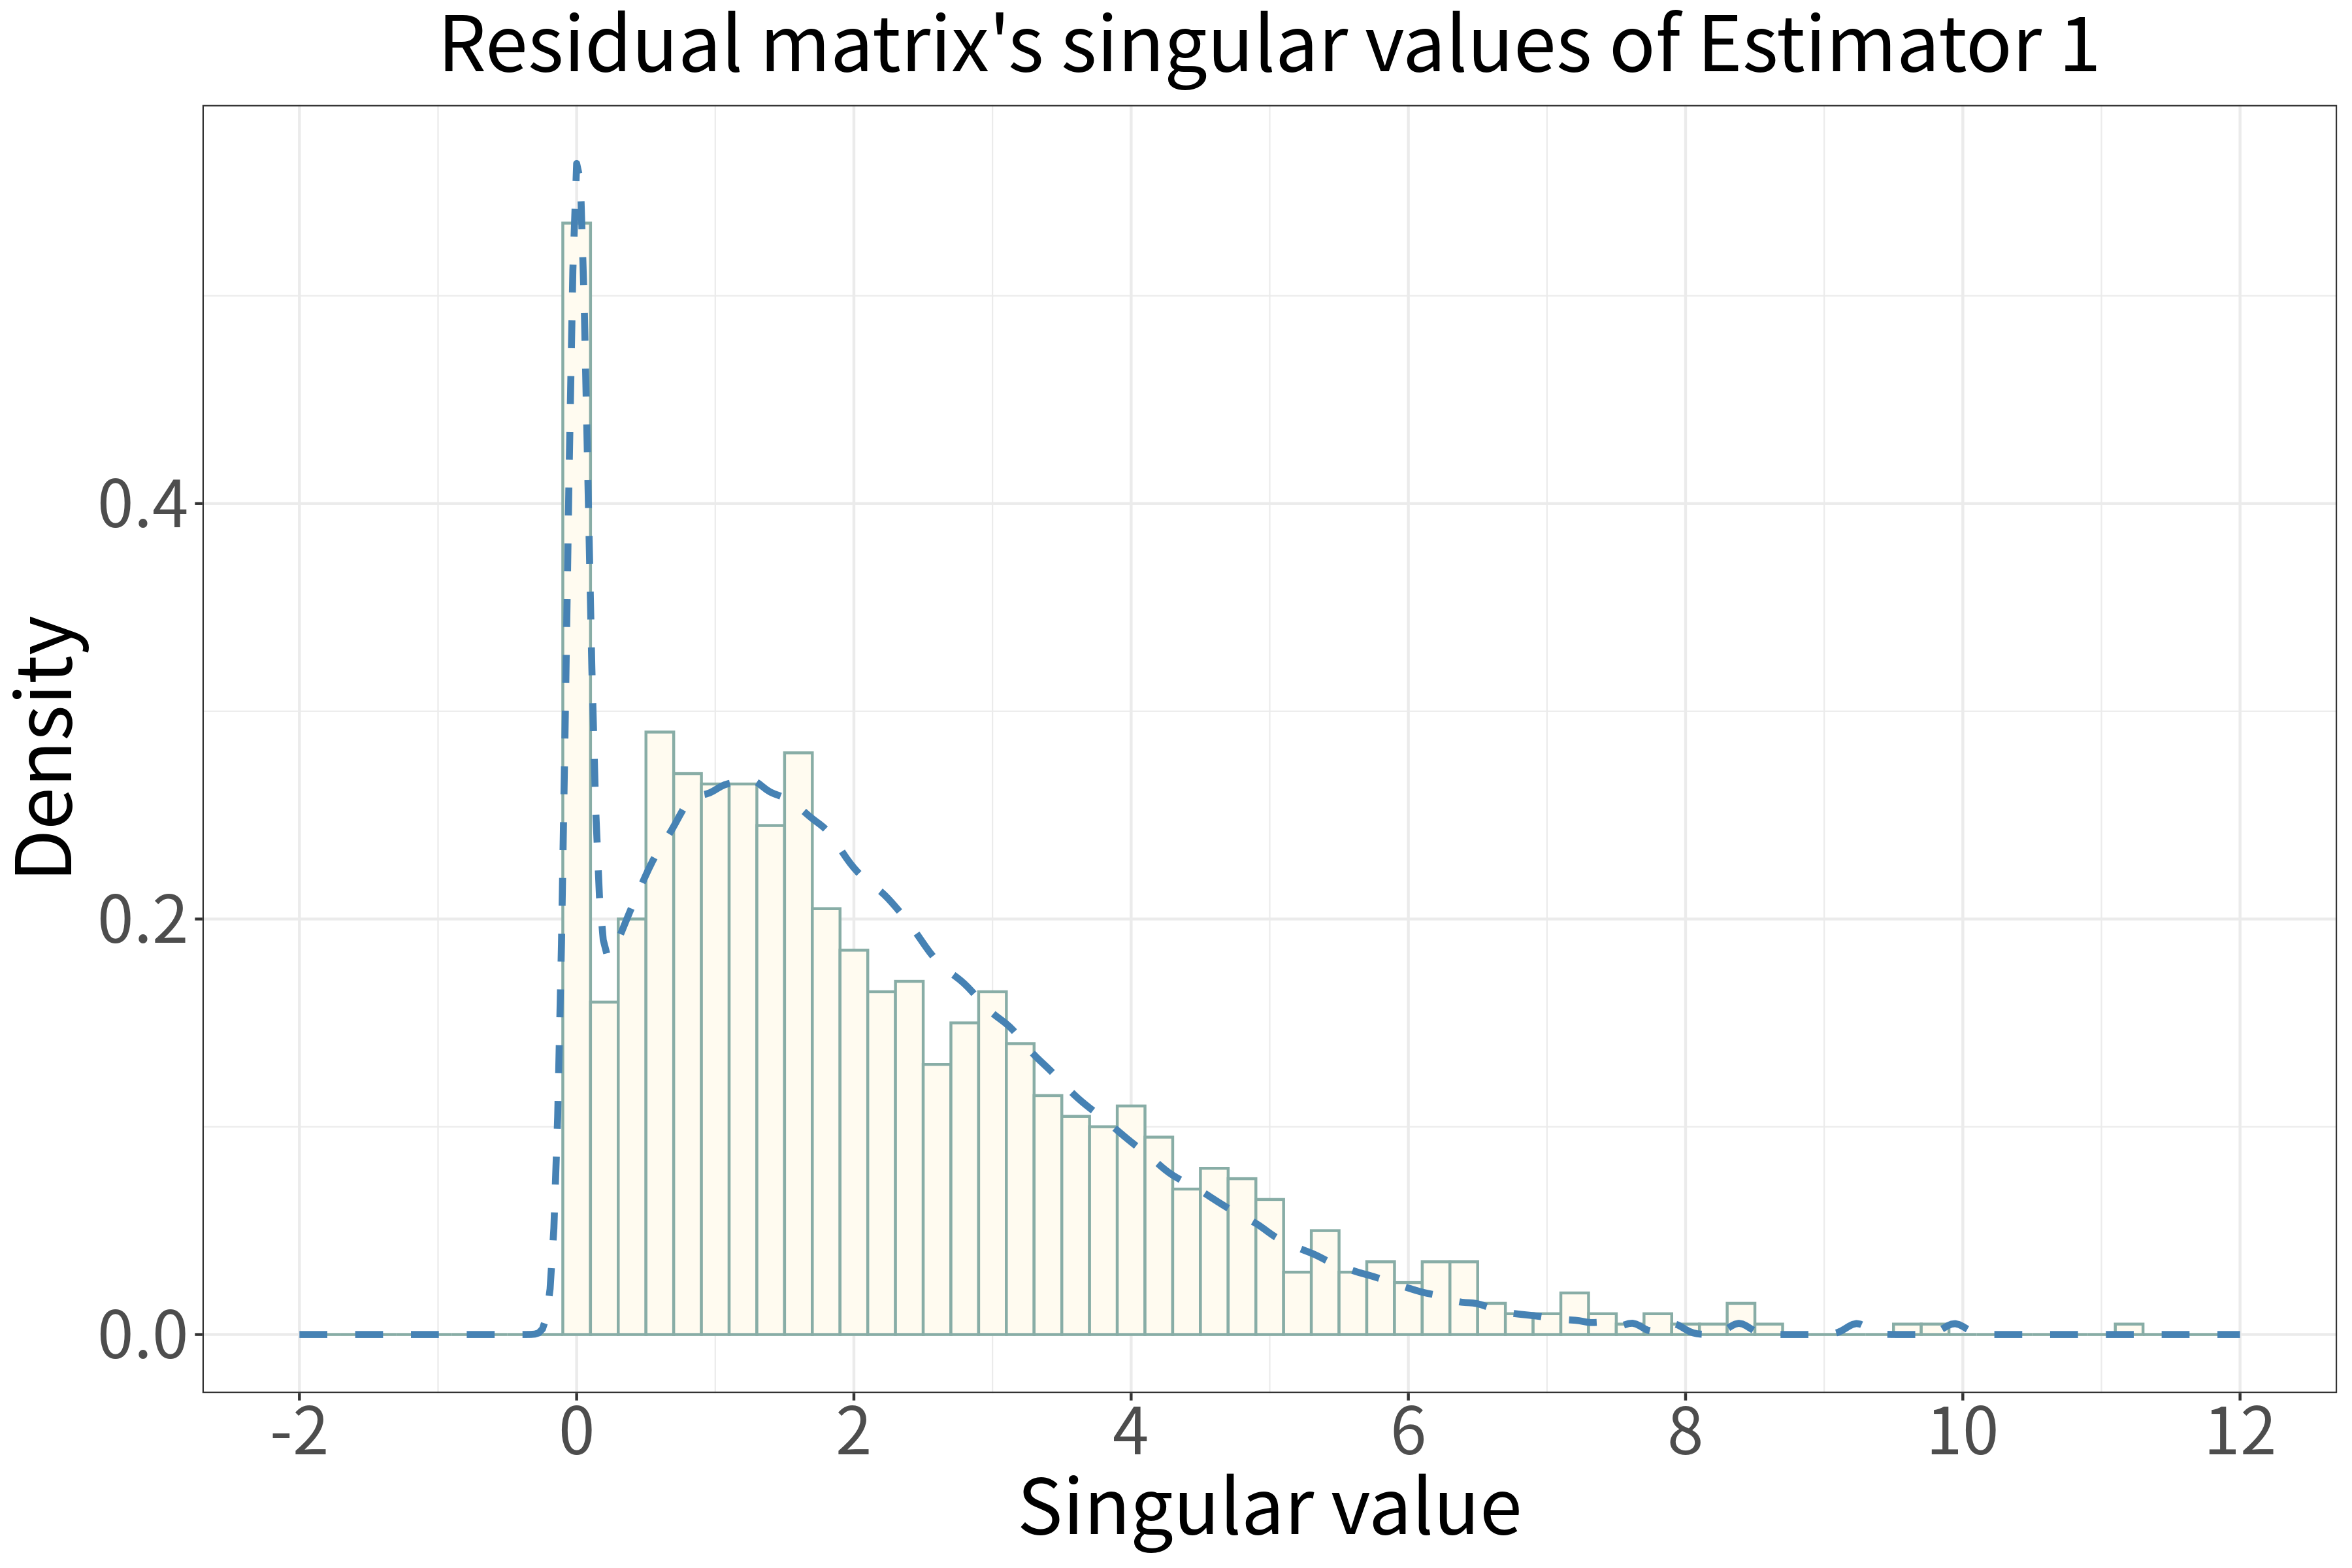 Residual matrix's singular values of Estimator 1
Density
0.4
0.2
0.0
-2 0 2 4 6 8 10 12
Singular value